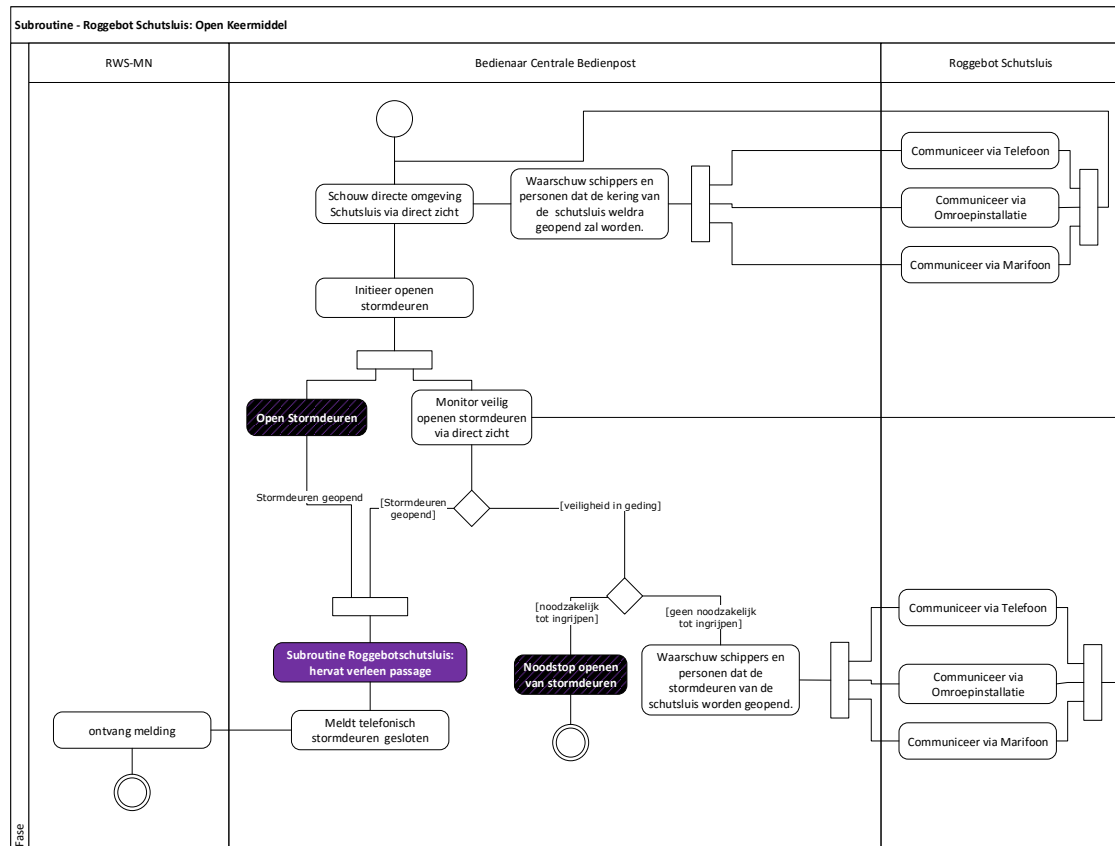 Subroutine - Roggebot Schutsluis: Open Keermiddel
RWS-MN
Bedienaar Centrale Bedienpost
Roggebot Schutsluis
Schouw directe omgeving
Schutsluis via direct zicht
Waarschuw schippers en
personen dat de kering van
de schutsluis weldra
geopend zal worden.
Communiceer via Telefoon
Communiceer via
Omroepinstallatie
Communiceer via Marifoon
Initieer openen
stormdeuren
Open Stormdeuren
Monitor veilig
openen stormdeuren
via direct zicht
Stormdeuren geopend
[Stormdeuren
geopend]
[veiligheid in geding]
[noodzakelijk
tot ingrijpen]
[geen noodzakelijk
tot ingrijpen]
Subroutine Roggebotschutsluis:
hervat verleen passage
Noodstop openen
van stormdeuren
Waarschuw schippers en
personen dat de
stormdeuren van de
schutsluis worden geopend.
Communiceer via Telefoon
Communiceer via
Omroepinstallatie
Communiceer via Marifoon
Meldt telefonisch
stormdeuren gesloten
ontvang melding
Fase